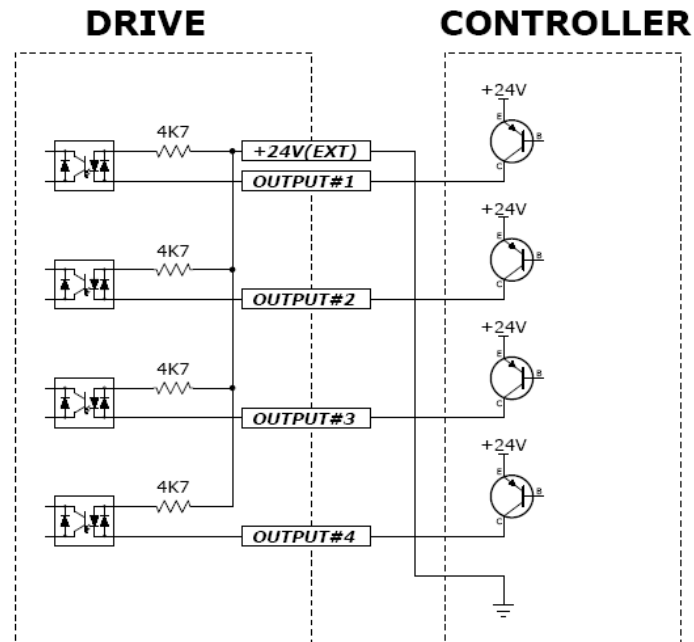 DRIVE
CONTROLLER
+24V
E
B
C
4K7
+24V(EXT)
OUTPUT#1
+24V
E
B
C
4K7
OUTPUT#2
+24V
E
B
C
4K7
OUTPUT#3
+24V
E
B
C
4K7
OUTPUT#4